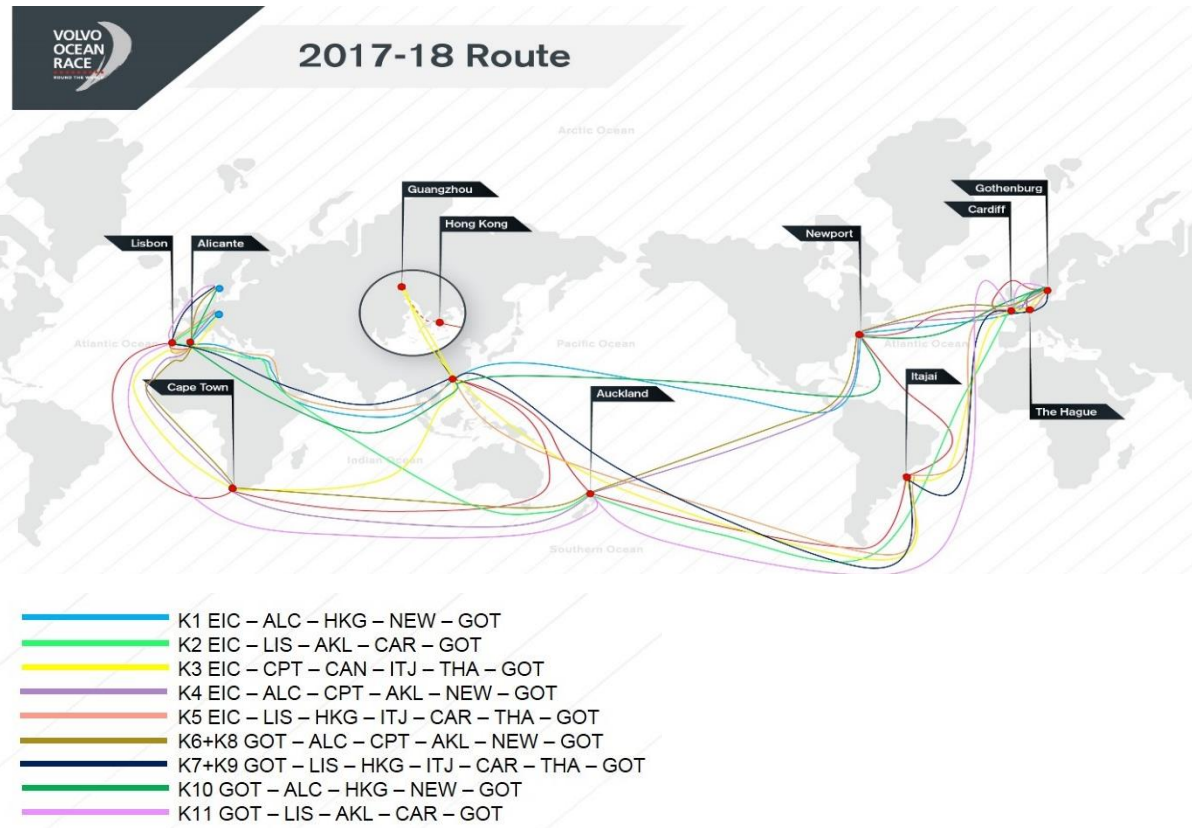 VOLVO
OCEAN
RACE
ROUND THE WORLD
2017-18 Route
Arctic Ocean
Guangzhou
Gothenburg
Hong Kong
Cardiff
Newport
Lisbon
Alicante
Atlantic Ocean
Pacific Ocean
Atlantic Ocean
Cape Town
Auckland
Itajai
The Hague
Indian Ocean
Southern Ocean
K1 EIC – ALC – HKG – NEW – GOT
K2 EIC – LIS – AKL – CAR – GOT
K3 EIC – CPT – CAN – ITJ – THA – GOT
K4 EIC – ALC – CPT – AKL – NEW – GOT
K5 EIC – LIS – HKG – ITJ – CAR – THA – GOT
K6+K8 GOT – ALC – CPT – AKL – NEW – GOT
K7+K9 GOT – LIS – HKG – ITJ – CAR – THA – GOT
K10 GOT – ALC – HKG – NEW – GOT
K11 GOT – LIS – AKL – CAR – GOT